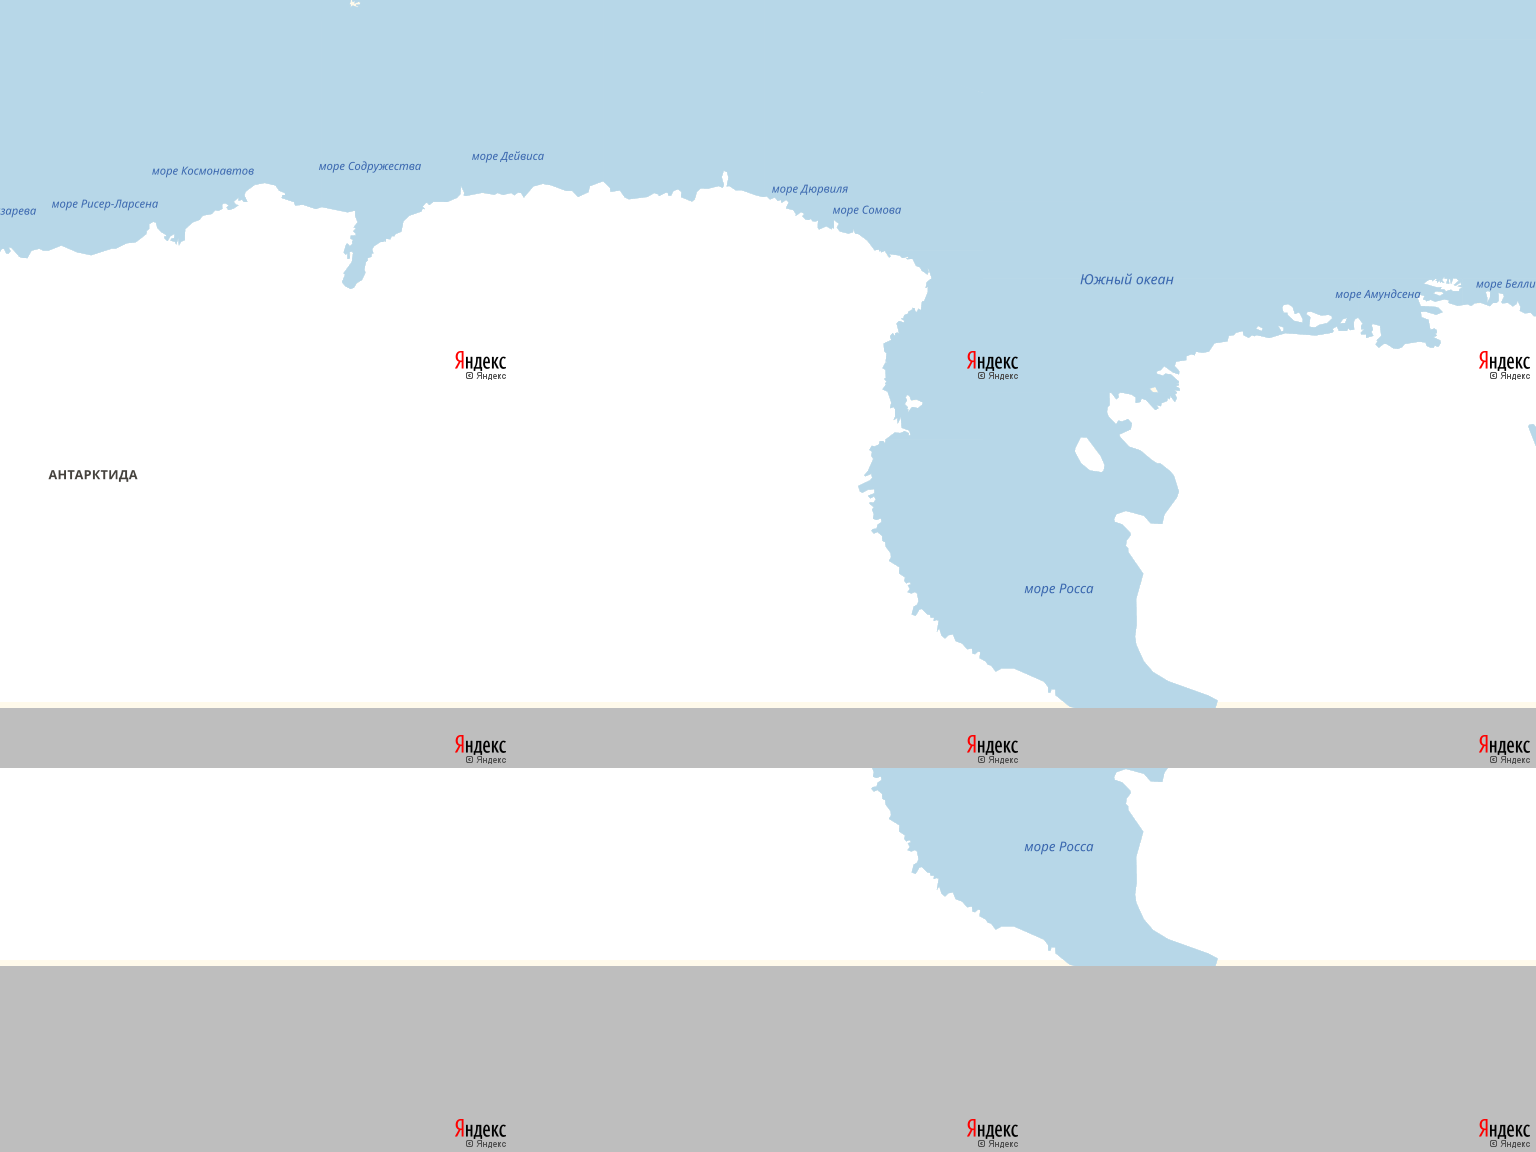 море Дейвиса
море Содружества
море Космонавтов
море Дюрвиля
море Рисер-Ларсена
зарева
море Сомова
Южный океан
море Белли
море Амундсена
Яндекс
© Яндекс
Яндекс
© Яндекс
Яндекс
© Яндекс
АНТАРКТИДА
море Росса
Яндекс
© Яндекс
Яндекс
© Яндекс
Яндекс
© Яндекс
море Росса
Яндекс
© Яндекс
Яндекс
© Яндекс
Яндекс
© Яндекс